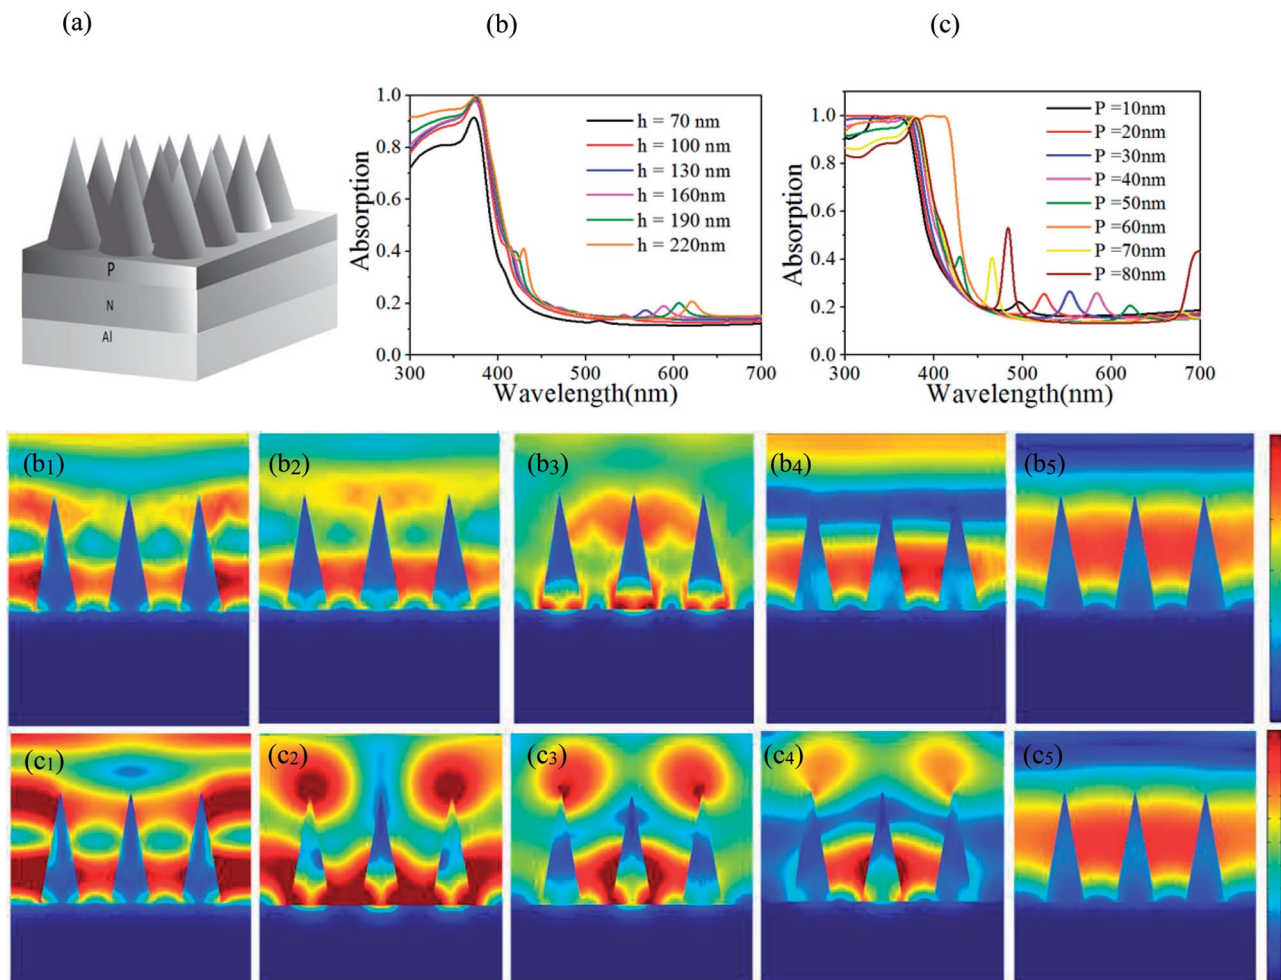 (a)
(b)
(c)
P
N
Al
1.0
0.8
0.6
0.4
0.2
0.0
Absorption
h = 70 nm
h = 100 nm
h = 130 nm
h = 160nm
h = 190 nm
h = 220nm
300 400 500 600 700
Wavelength(nm)
1.0
0.8
0.6
0.4
0.2
0.0
Absorption
P =10nm
P =20nm
P =30nm
P =40nm
P =50nm
P =60nm
P =70nm
P =80nm
300 400 500 600 700
Wavelength(nm)
(b1)
(b2)
(b3)
(b4)
(b5)
(c1)
(c2)
(c3)
(c4)
(c5)